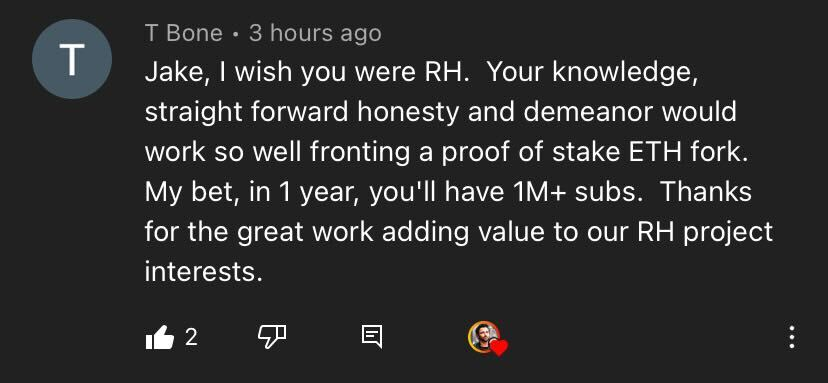 T
T Bone • 3 hours ago
Jake, I wish you were RH.  Your knowledge,
straight forward honesty and demeanor would
work so well fronting a proof of stake ETH fork.
My bet, in 1 year, you'll have 1M+ subs.  Thanks
for the great work adding value to our RH project
interests.
2